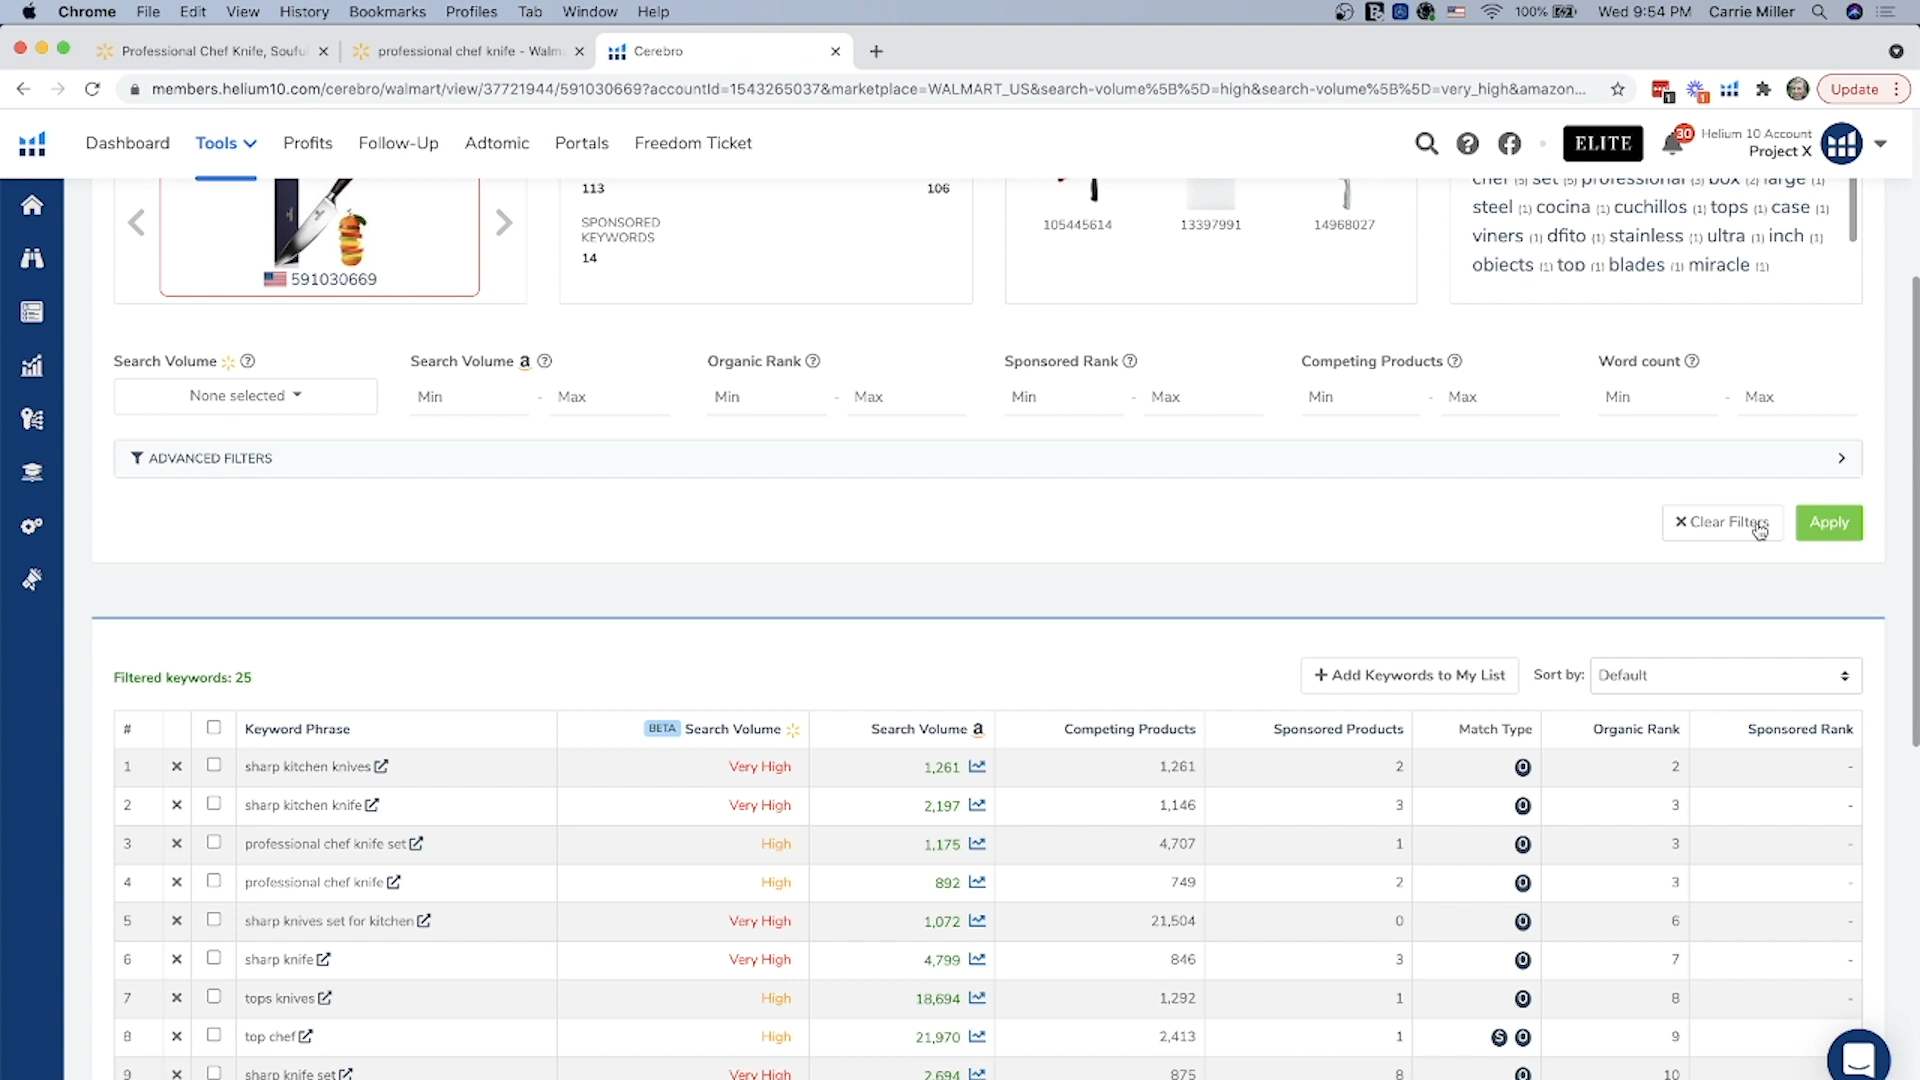 Chrome File Edit View History Bookmarks Profiles Tab Window Help 100% Wed 9:54 PM Carrie Miller
Professional Chef Knife, Soufu professional chef knife - Walm Cerebro
members.helium10.com/cerebro/walmart/view/37721944/591030669?accountId=1543265037&marketplace=WALMART_US&search-volume%5B%5D=high&search-volume%5B%5D=very_high&amazon... Update
Dashboard Tools Profits Follow-Up Adtomic Portals Freedom Ticket ELITE 30 Helium 10 Account
Project X
113 106
SPONSORED
KEYWORDS
14
591030669
105445614 13397991 14968027
chef (5) set (5) professional (3) box (2) large (1)
steel (1) cocina (1) cuchillos (1) tops (1) case (1)
viners (1) dfito (1) stainless (1) ultra (1) inch (1)
objects (1) top (1) blades (1) miracle (1)
Search Volume Search Volume a Organic Rank Sponsored Rank Competing Products Word count
None selected Min - Max Min - Max Min - Max Min - Max Min - Max
ADVANCED FILTERS
Clear Filters Apply
Filtered keywords: 25 + Add Keywords to My List Sort by: Default
# Keyword Phrase BETA Search Volume Search Volume a Competing Products Sponsored Products Match Type Organic Rank Sponsored Rank
1 × sharp kitchen knives Very High 1,261 1,261 2 O 2 -
2 × sharp kitchen knife Very High 2,197 1,146 3 O 3 -
3 × professional chef knife set High 1,175 4,707 1 O 3 -
4 × professional chef knife High 892 749 2 O 3 -
5 × sharp knives set for kitchen Very High 1,072 21,504 0 O 6 -
6 × sharp knife Very High 4,799 846 3 O 7 -
7 × tops knives High 18,694 1,292 1 O 8 -
8 × top chef High 21,970 2,413 1 S O 9 -
9 × sharp knife set Very High 2,694 875 8 O 10 -